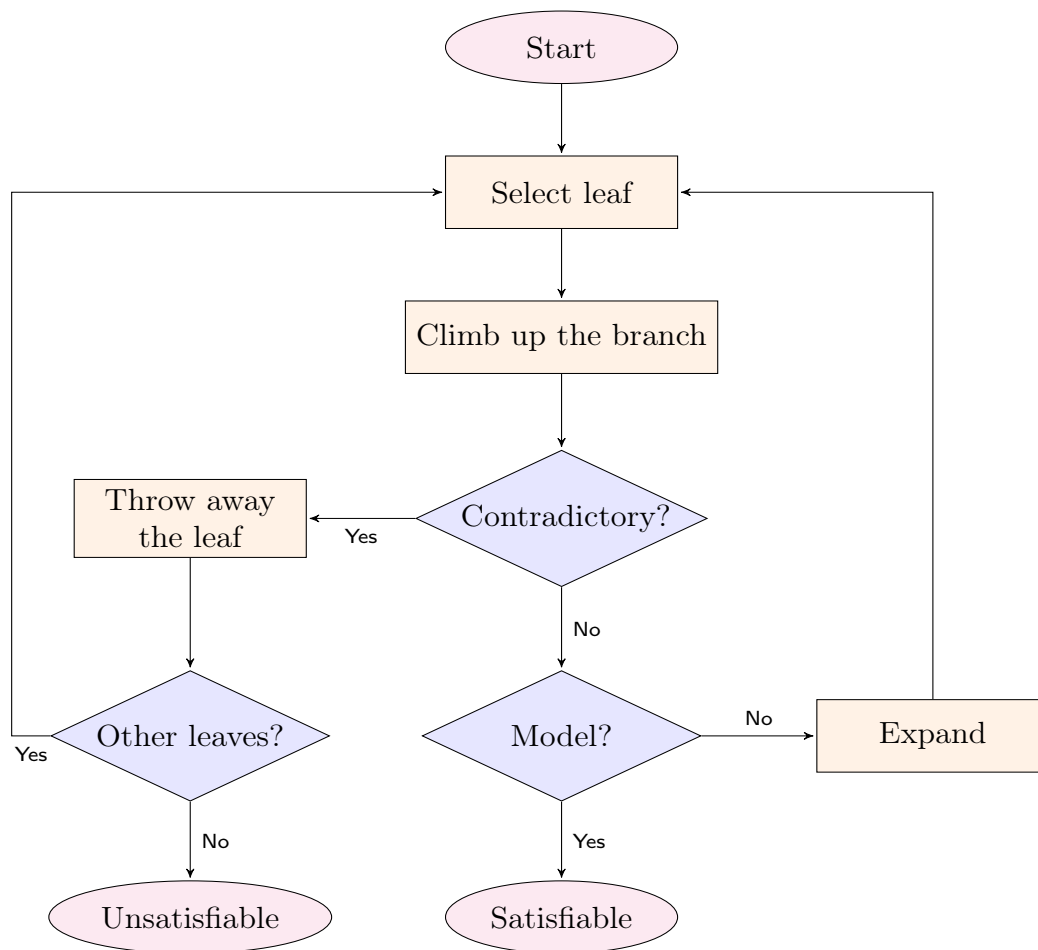 Start
Select leaf
Climb up the branch
Contradictory?
Yes
Throw away
the leaf
No
Other leaves?
Yes
Model?
No
Expand
No
Yes
Unsatisfiable
Satisfiable